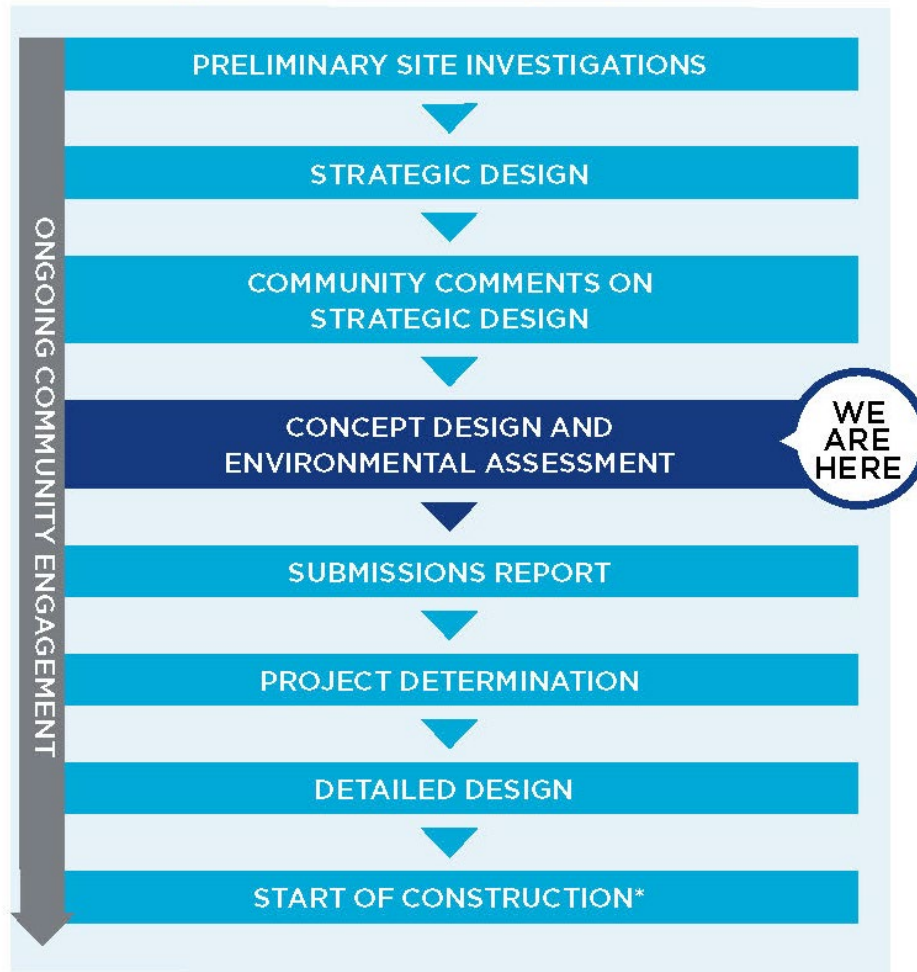 PRELIMINARY SITE INVESTIGATIONS
STRATEGIC DESIGN
COMMUNITY COMMENTS ON
STRATEGIC DESIGN
CONCEPT DESIGN AND
ENVIRONMENTAL ASSESSMENT
WE
ARE
HERE
SUBMISSIONS REPORT
PROJECT DETERMINATION
DETAILED DESIGN
START OF CONSTRUCTION*
ONGOING COMMUNITY ENGAGEMENT